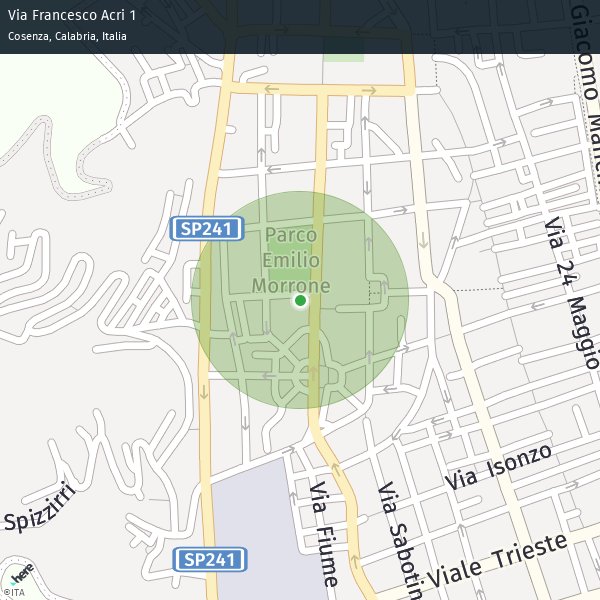 Via Francesco Acri 1
Cosenza, Calabria, Italia
Giacomo
SP241
Parco
Emilio
Morrone
Via 24 Maggio
Via Isonzo
Spizzirri
Via Fiume
Via Sabotin
SP241
Viale Trieste
here
©ITA